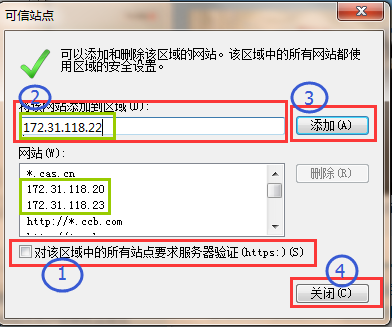 可信站点
可以添加和删除该区域的网站。该区域中的所有网站都使
用区域的安全设置。
②
将该网站添加到区域(D):
③
172.31.118.22
添加(A)
网站(W):
*.cas.cn
172.31.118.20
172.31.118.23
http://*.ccb.com
删除(R)
对该区域中的所有站点要求服务器验证(https:)(S)
①
④
关闭(C)